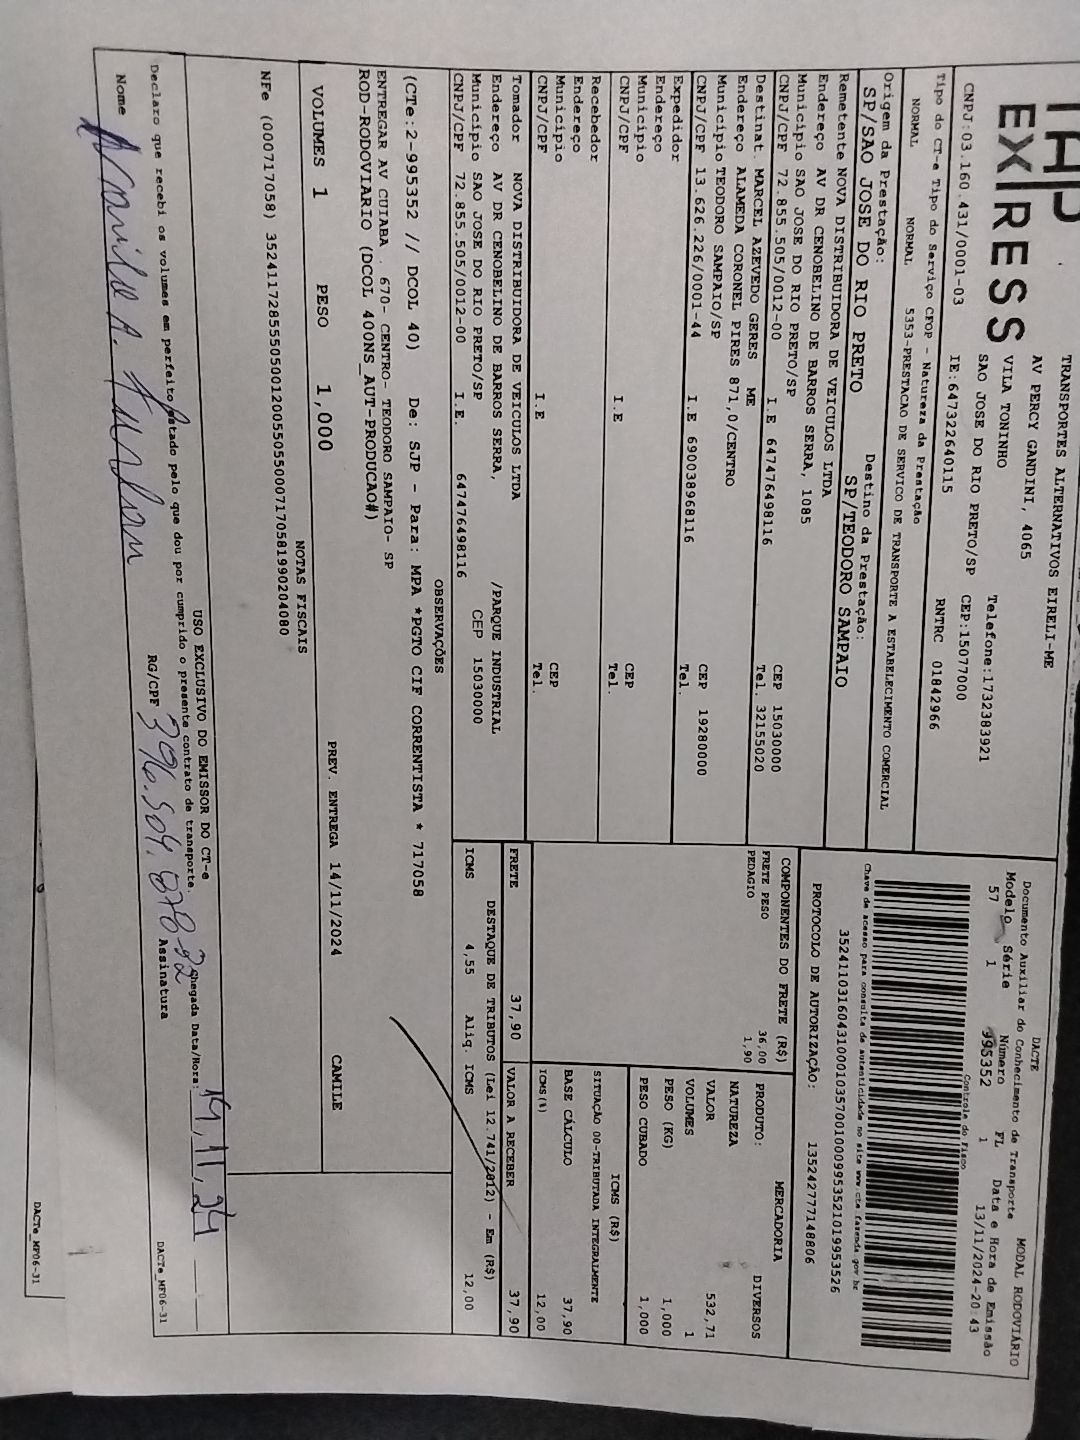 EXPRESS
TRANSPORTES ALTERNATIVOS EIRELI-ME
AV PERCY GANDINI, 4065
VILA TONINHO
SAO JOSE DO RIO PRETO/SP
Telefone:1732383921
CEP:15077000
CNPJ:03.160.431/0001-03
IE:647322640115
RNTRC 01842966
Tipo do CT-e Tipo do Serviço CFOP - Natureza da Prestação
NORMAL NORMAL 5353-PRESTACAO DE SERVICO DE TRANSPORTE A ESTABELECIMENTO COMERCIAL
Origem da Prestação: Destino da Prestação:
SP/SAO JOSE DO RIO PRETO SP/TEODORO SAMPAIO
Remetente NOVA DISTRIBUIDORA DE VEICULOS LTDA
Endereço AV DR CENOBELINO DE BARROS SERRA, 1085
Município SAO JOSE DO RIO PRETO/SP CEP 15030000
CNPJ/CPF 72.855.505/0012-00 I.E 647476498116 Tel. 32155020
Destinat. MARCEL AZEVEDO GERES ME
Endereço ALAMEDA CORONEL PIRES 871,0/CENTRO
Município TEODORO SAMPAIO/SP CEP 19280000
CNPJ/CPF 13.626.226/0001-44 I.E 690038968116 Tel.
Expedidor
Endereço
Município CEP
CNPJ/CPF I.E Tel.
Recebedor
Endereço
Município CEP
CNPJ/CPF I.E Tel.
Tomador NOVA DISTRIBUIDORA DE VEICULOS LTDA
Endereço AV DR CENOBELINO DE BARROS SERRA, /PARQUE INDUSTRIAL
Município SAO JOSE DO RIO PRETO/SP CEP 15030000
CNPJ/CPF 72.855.505/0012-00 I.E. 647476498116
DACTE MODAL RODOVIÁRIO
Documento Auxiliar do Conhecimento de Transporte
Modelo Série Número FL Data e Hora de Emissão
57 1 995352 1 13/11/2024-20:43
Controle do Fisco
Chave de acesso para consulta de autenticidade no site www.cte.fazenda.gov.br
35241103160431000103570010009953521019953526
PROTOCOLO DE AUTORIZAÇÃO: 135242777148806
COMPONENTES DO FRETE (R$)
FRETE PESO 36,00
PEDAGIO 1,90
MERCADORIA
PRODUTO: DIVERSOS
NATUREZA
VALOR 532,71
VOLUMES 1
PESO (KG) 1,000
PESO CUBADO 1,000
ICMS (R$)
SITUAÇÃO 00-TRIBUTADA INTEGRALMENTE
BASE CÁLCULO 37,90
ICMS(%) 12,00
FRETE 37,90 VALOR A RECEBER 37,90
DESTAQUE DE TRIBUTOS (Lei 12.741/2012) - Em (R$)
ICMS 4,55 Aliq. ICMS 12,00
OBSERVAÇÕES
(CTe:2-995352 // DCOL 40) De: SJP - Para: MPA *PGTO CIF CORRENTISTA * 717058
ENTREGAR AV CUIABA . 670- CENTRO- TEODORO SAMPAIO- SP
ROD-RODOVIARIO (DCOL 400NS_AUT-PRODUCAO#)
VOLUMES 1 PESO 1,000 PREV. ENTREGA 14/11/2024 CAMILE
NOTAS FISCAIS
NFe (000717058) 35241172855505001200550550007170581990204080
USO EXCLUSIVO DO EMISSOR DO CT-e
Declaro que recebi os volumes em perfeito estado pelo que dou por cumprido o presente contrato de transporte.
Chegada Data/Hora: 19,11,24
Nome
RG/CPF
Assinatura
DACTe_MF06-31
DACTe_MF06-31